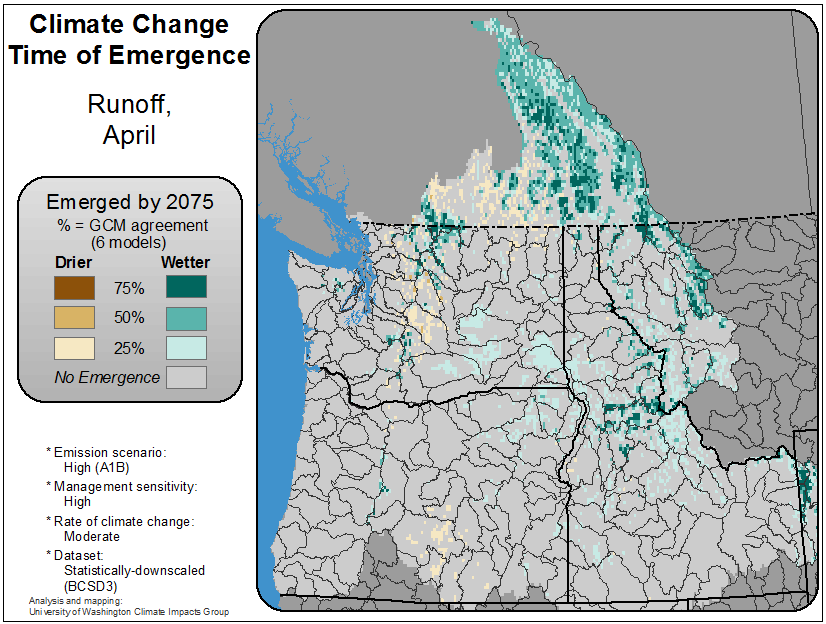 Climate Change
Time of Emergence
Runoff,
April
Emerged by 2075
% = GCM agreement
(6 models)
Drier Wetter
75%
50%
25%
No Emergence
* Emission scenario:
High (A1B)
* Management sensitivity:
High
* Rate of climate change:
Moderate
* Dataset:
Statistically-downscaled
(BCSD3)
Analysis and mapping:
University of Washington Climate Impacts Group